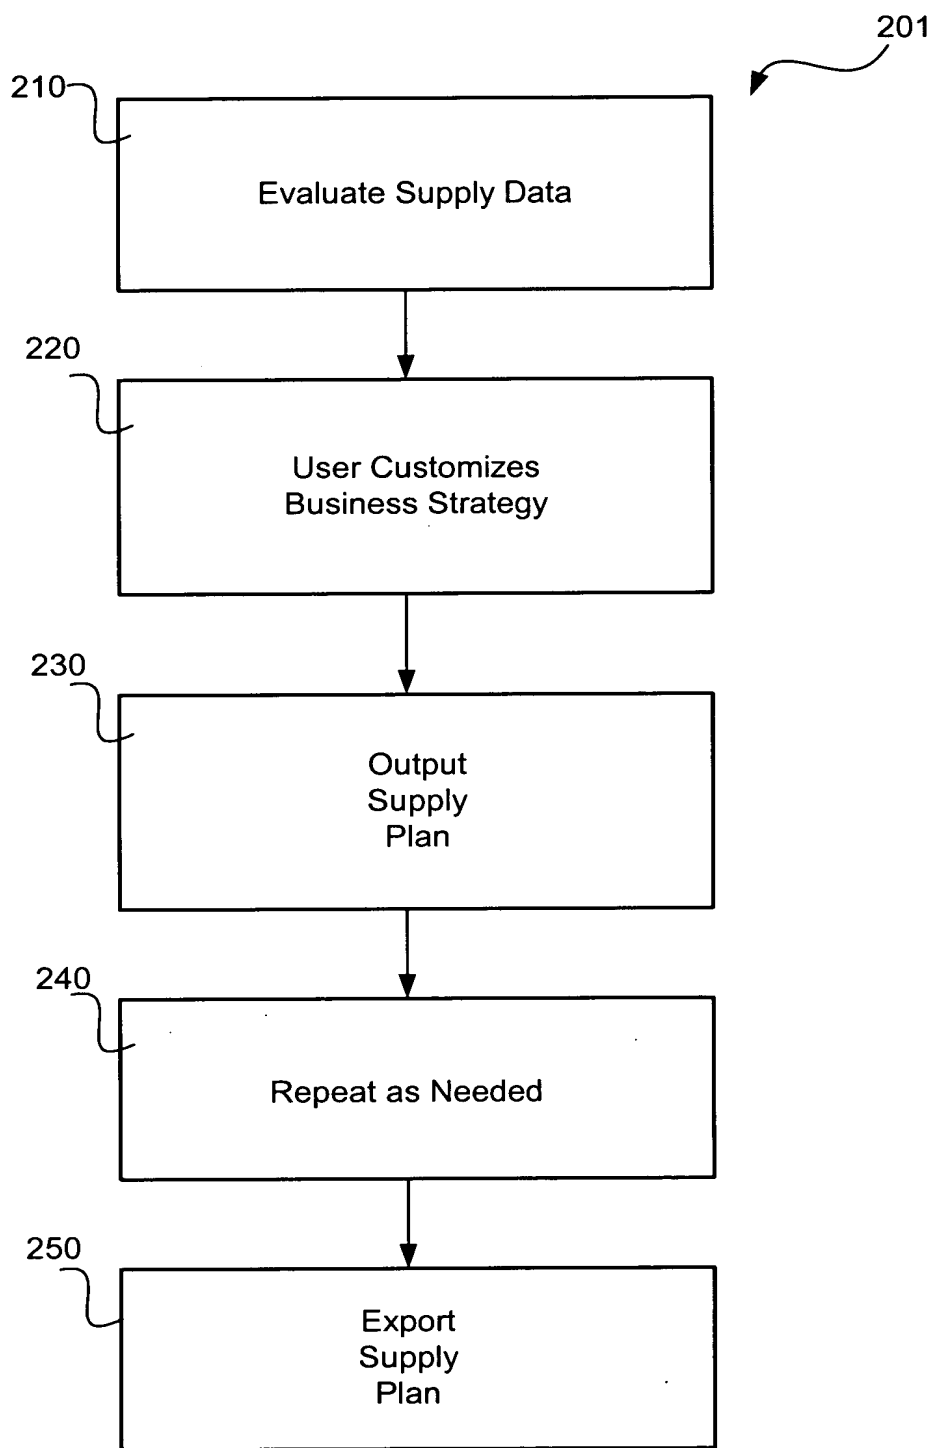 201
210
Evaluate Supply Data
220
User Customizes
Business Strategy
230
Output
Supply
Plan
240
Repeat as Needed
250
Export
Supply
Plan